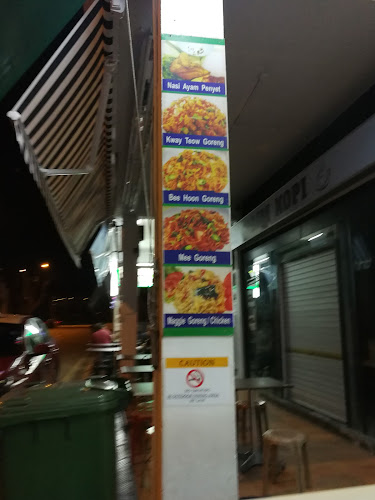 Nasi Ayam Penyet
Kway Teow Goreng
Bee Hoon Goreng
Mee Goreng
Maggie Goreng / Chicken
CAUTION
KOPI